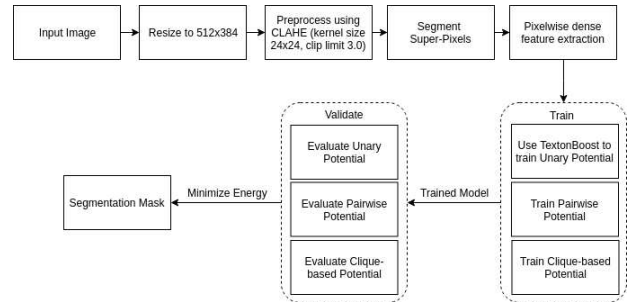 Input Image
Resize to 512x384
Preprocess using
CLAHE (kernel size
24x24, clip limit 3.0)
Segment
Super-Pixels
Pixelwise dense
feature extraction
Train
Use TextonBoost to
train Unary Potential
Train Pairwise
Potential
Train Clique-based
Potential
Trained Model
Validate
Evaluate Unary
Potential
Evaluate Pairwise
Potential
Evaluate Clique-
based Potential
Minimize Energy
Segmentation Mask